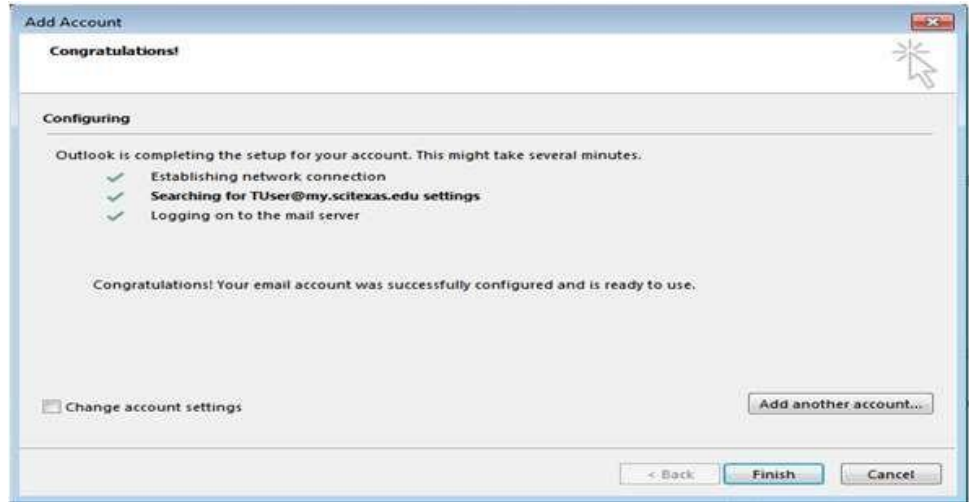 Add Account
Congratulations!
Configuring
Outlook is completing the setup for your account. This might take several minutes.
Establishing network connection
Searching for TUser@my.scitexas.edu settings
Logging on to the mail server
Congratulations! Your email account was successfully configured and is ready to use.
Change account settings
Add another account...
< Back
Finish
Cancel